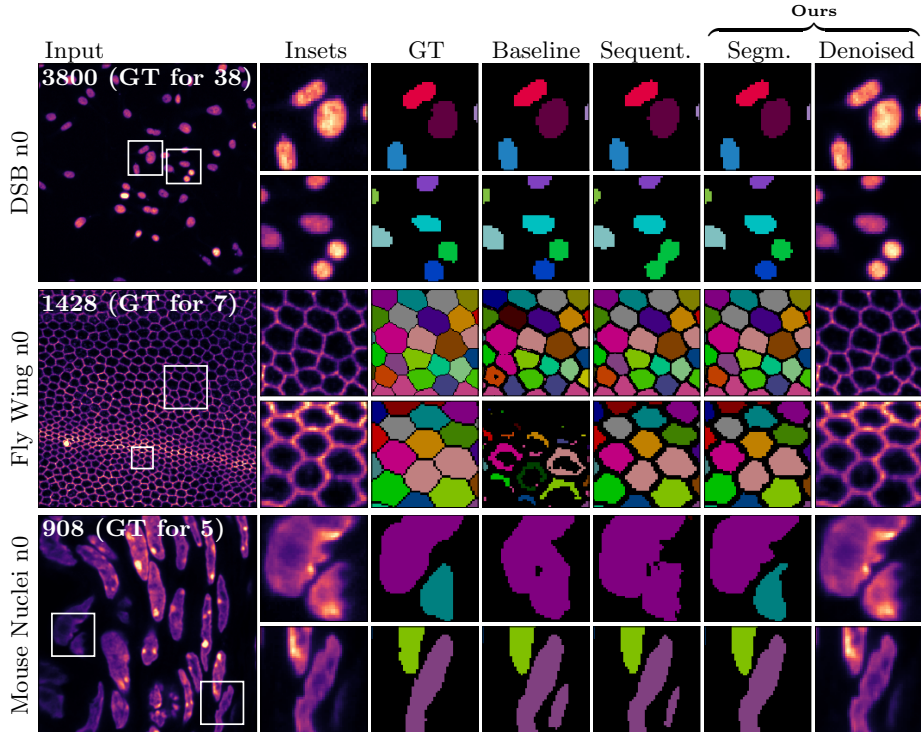 Ours
Input Insets GT Baseline Sequent. Segm. Denoised
DSB n0
3800 (GT for 38)
Fly Wing n0
1428 (GT for 7)
Mouse Nuclei n0
908 (GT for 5)